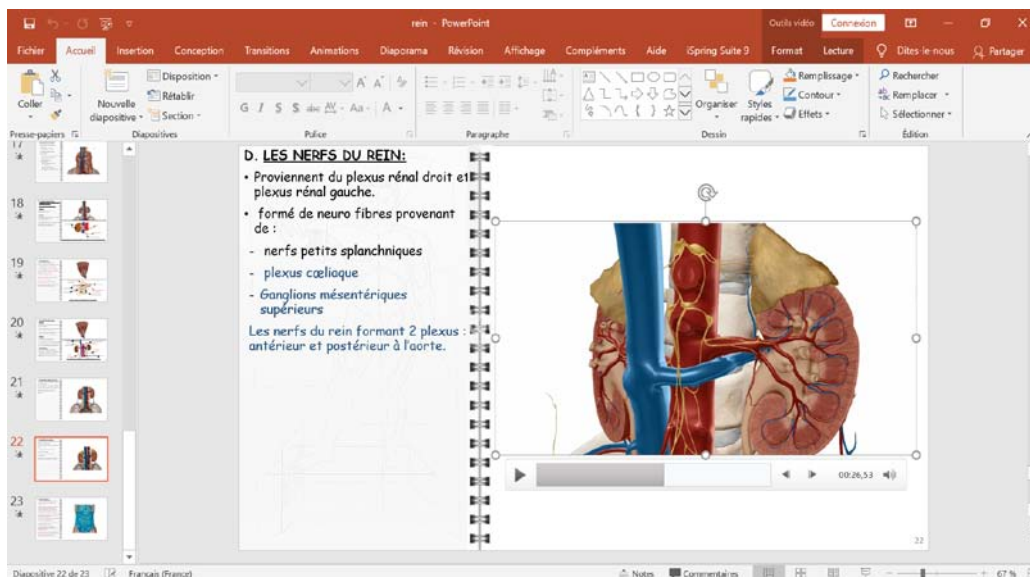 rein - PowerPoint
Outils vidéo
Connexion
Fichier Accueil Insertion Conception Transitions Animations Diaporama Révision Affichage Compléments Aide iSpring Suite 9 Format Lecture Dites-le-nous Partager
Coller
Nouvelle
diapositive
Disposition
Rétablir
Section
G I S S abc AV Aa A
Organiser
Styles
rapides
Remplissage
Contour
Effets
Rechercher
Remplacer
Sélectionner
Presse-papiers Diapositives Police Paragraphe Dessin Édition
17
18
19
20
21
22
23
D. LES NERFS DU REIN:
• Proviennent du plexus rénal droit et
plexus rénal gauche.
• formé de neuro fibres provenant
de :
- nerfs petits splanchniques
- plexus cœlioque
- Ganglions mésentériques
supérieurs
Les nerfs du rein formant 2 plexus :
antérieur et postérieur à l'aorte.
00:26,53
22
Diapositive 22 de 23 Français (France) Notes Commentaires 67 %